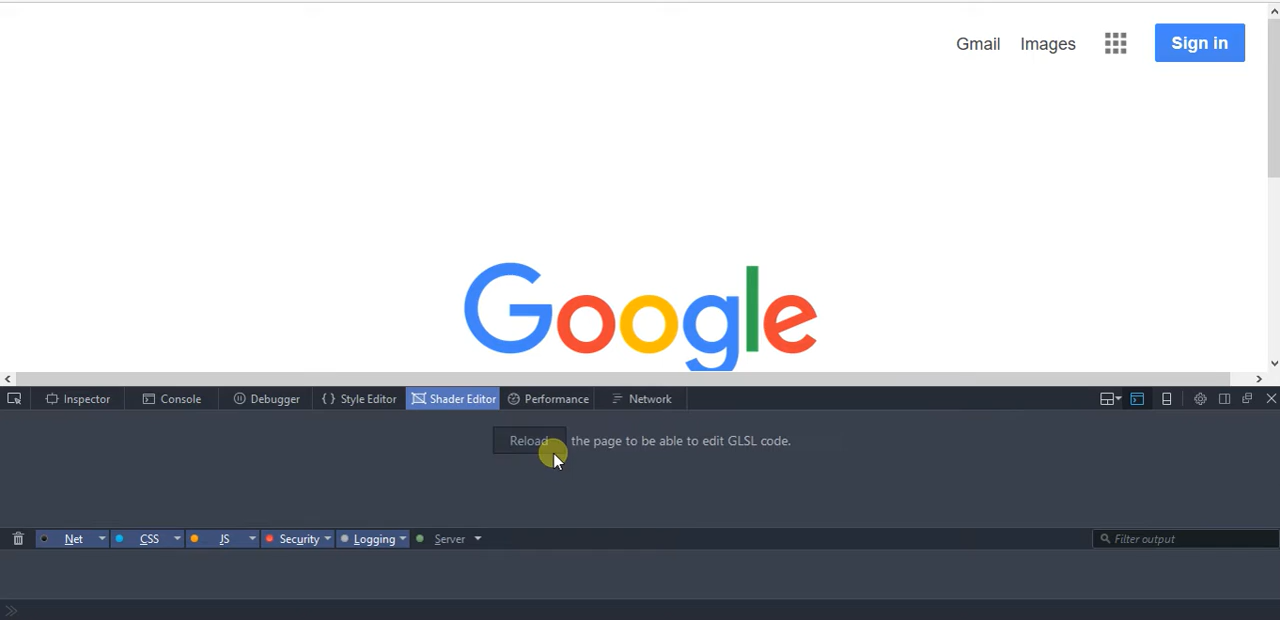 Gmail Images Sign in
Google
Inspector Console Debugger { } Style Editor Shader Editor Performance Network
Reload the page to be able to edit GLSL code.
Net CSS JS Security Logging Server Filter output